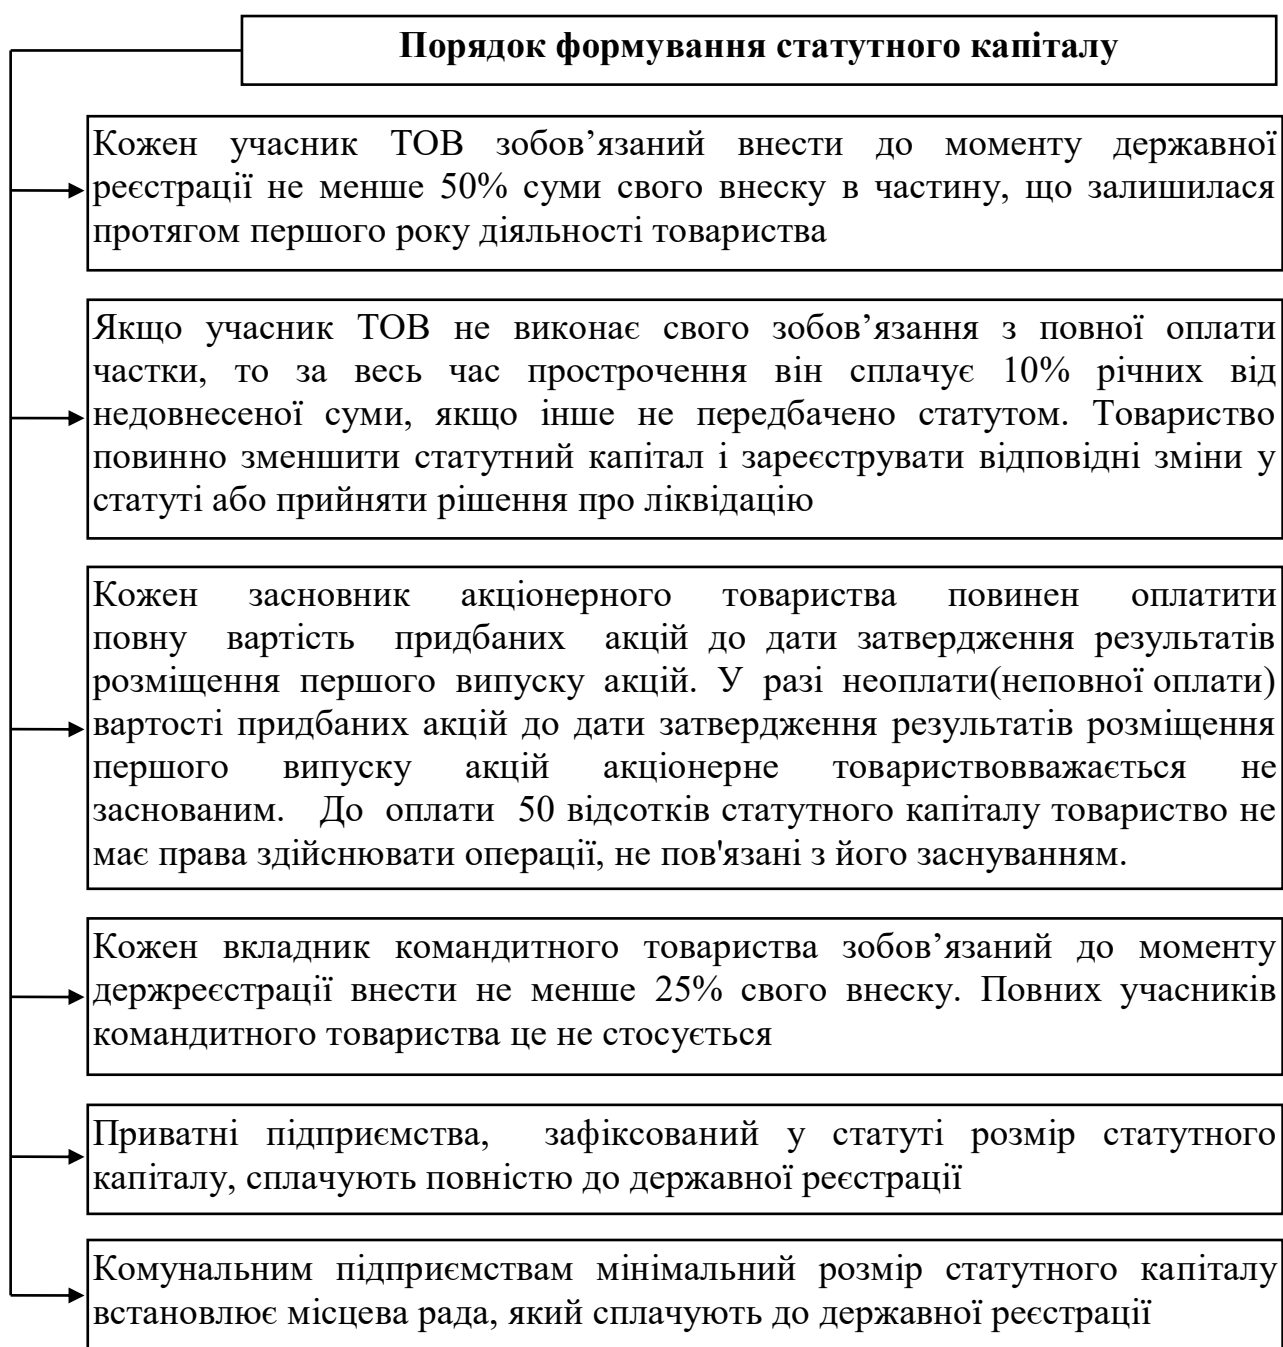 Порядок формування статутного капіталу
Кожен учасник ТОВ зобов’язаний внести до моменту державної
реєстрації не менше 50% суми свого внеску в частину, що залишилася
протягом першого року діяльності товариства
Якщо учасник ТОВ не виконає свого зобов’язання з повної оплати
частки, то за весь час прострочення він сплачує 10% річних від
недовнесеної суми, якщо інше не передбачено статутом. Товариство
повинно зменшити статутний капітал і зареєструвати відповідні зміни у
статуті або прийняти рішення про ліквідацію
Кожен засновник акціонерного товариства повинен оплатити
повну вартість придбаних акцій до дати затвердження результатів
розміщення першого випуску акцій. У разі неоплати(неповної оплати)
вартості придбаних акцій до дати затвердження результатів розміщення
першого випуску акцій акціонерне товариствовважається не
заснованим. До оплати 50 відсотків статутного капіталу товариство не
має права здійснювати операції, не пов'язані з його заснуванням.
Кожен вкладник командитного товариства зобов’язаний до моменту
держреєстрації внести не менше 25% свого внеску. Повних учасників
командитного товариства це не стосується
Приватні підприємства, зафіксований у статуті розмір статутного
капіталу, сплачують повністю до державної реєстрації
Комунальним підприємствам мінімальний розмір статутного капіталу
встановлює місцева рада, який сплачують до державної реєстрації